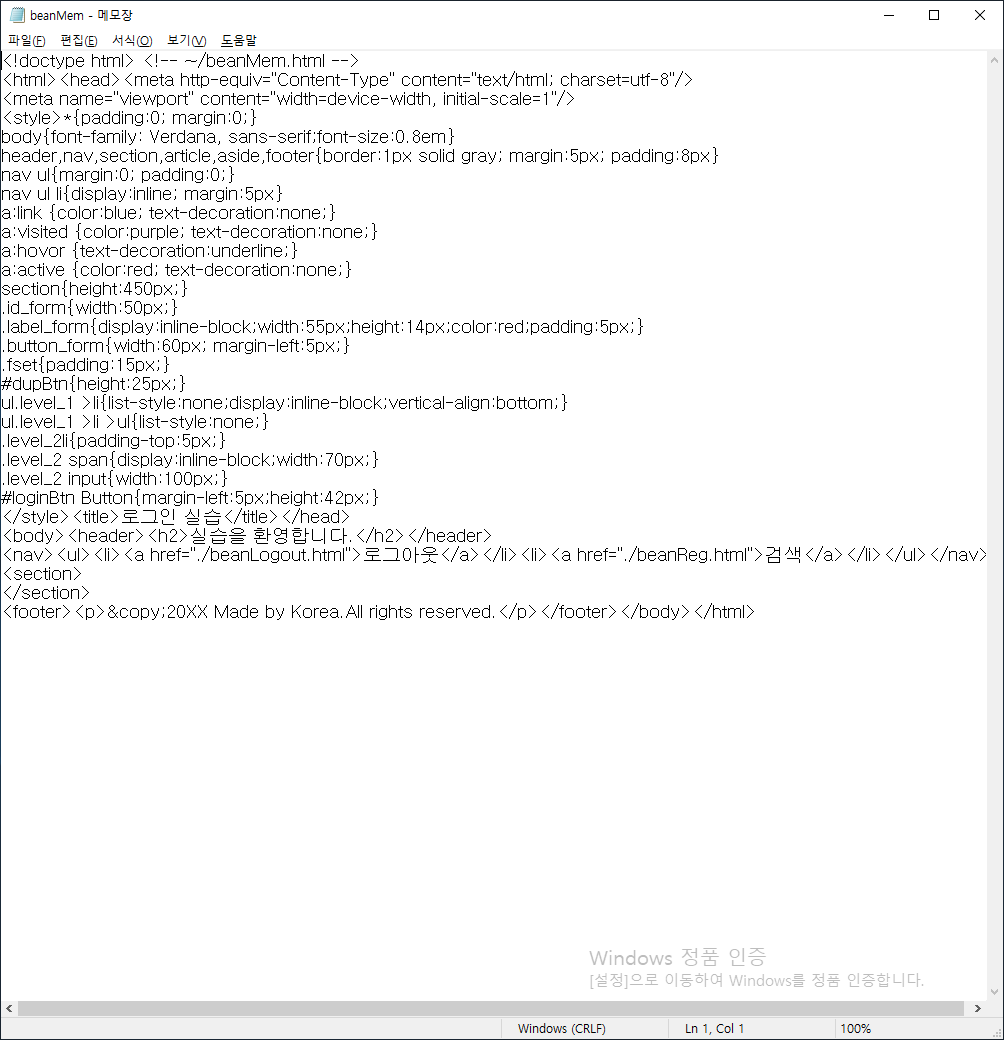 beanMem - 메모장
파일(F) 편집(E) 서식(O) 보기(V) 도움말
<!doctype html> <!-- ~/beanMem.html -->
<html><head><meta http-equiv="Content-Type" content="text/html; charset=utf-8"/>
<meta name="viewport" content="width=device-width, initial-scale=1"/>
<style>*{padding:0; margin:0;}
body{font-family: Verdana, sans-serif;font-size:0.8em}
header,nav,section,article,aside,footer{border:1px solid gray; margin:5px; padding:8px}
nav ul{margin:0; padding:0;}
nav ul li{display:inline; margin:5px}
a:link {color:blue; text-decoration:none;}
a:visited {color:purple; text-decoration:none;}
a:hovor {text-decoration:underline;}
a:active {color:red; text-decoration:none;}
section{height:450px;}
.id_form{width:50px;}
.label_form{display:inline-block;width:55px;height:14px;color:red;padding:5px;}
.button_form{width:60px; margin-left:5px;}
.fset{padding:15px;}
#dupBtn{height:25px;}
ul.level_1 >li{list-style:none;display:inline-block;vertical-align:bottom;}
ul.level_1 >li >ul{list-style:none;}
.level_2li{padding-top:5px;}
.level_2 span{display:inline-block;width:70px;}
.level_2 input{width:100px;}
#loginBtn Button{margin-left:5px;height:42px;}
</style><title>로그인 실습</title></head>
<body><header><h2>실습을 환영합니다.</h2></header>
<nav><ul><li><a href="./beanLogout.html">로그아웃</a></li><li><a href="./beanReg.html">검색</a></li></ul></nav>
<section>
</section>
<footer><p>&copy;20XX Made by Korea.All rights reserved.</p></footer></body></html>
Windows 정품 인증
[설정]으로 이동하여 Windows를 정품 인증합니다.
Windows (CRLF) Ln 1, Col 1 100%